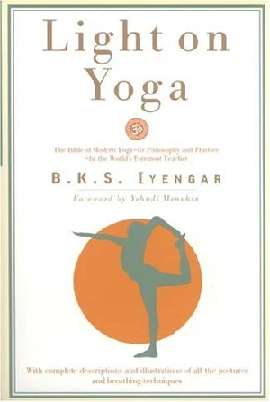 Light on
Yoga
ॐ
The Bible of Modern Yoga—its Philosophy and Practice
—by the World's Foremost Teacher
B.K.S. IYENGAR
Foreword by Yehudi Menuhin
With complete descriptions and illustrations of all the postures
and breathing techniques